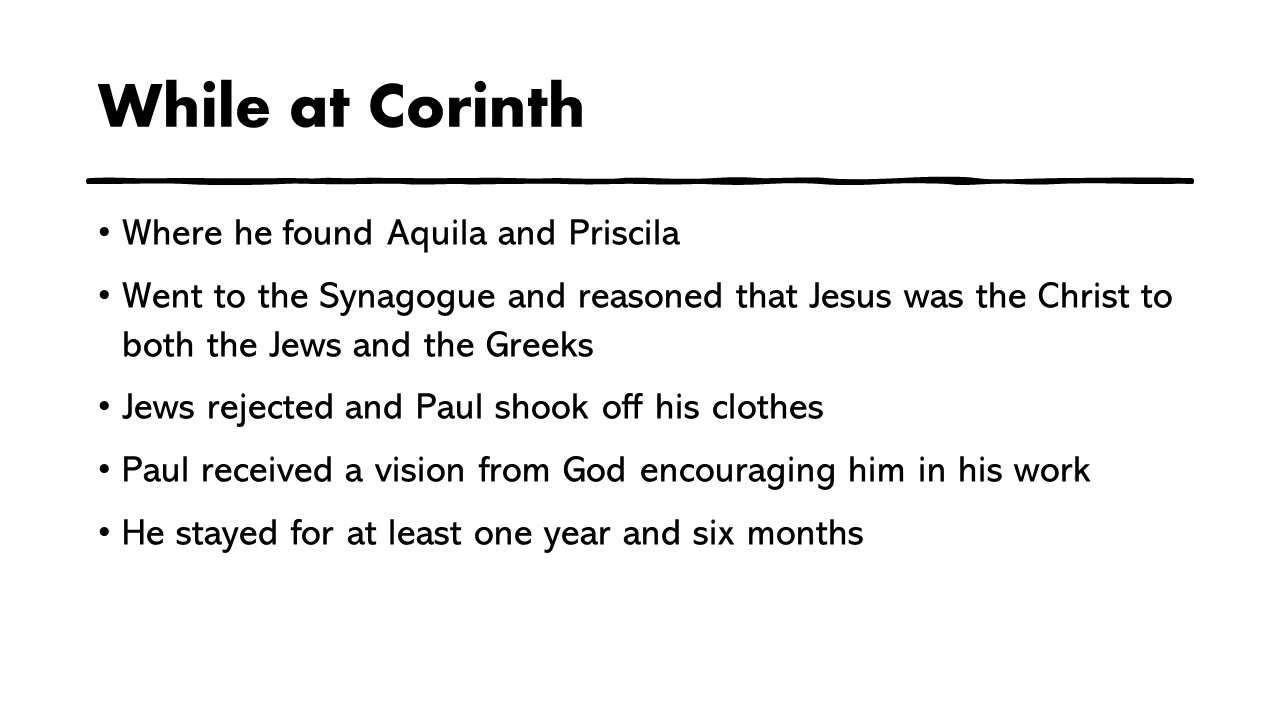 While at Corinth
• Where he found Aquila and Priscila
• Went to the Synagogue and reasoned that Jesus was the Christ to
both the Jews and the Greeks
• Jews rejected and Paul shook off his clothes
• Paul received a vision from God encouraging him in his work
• He stayed for at least one year and six months